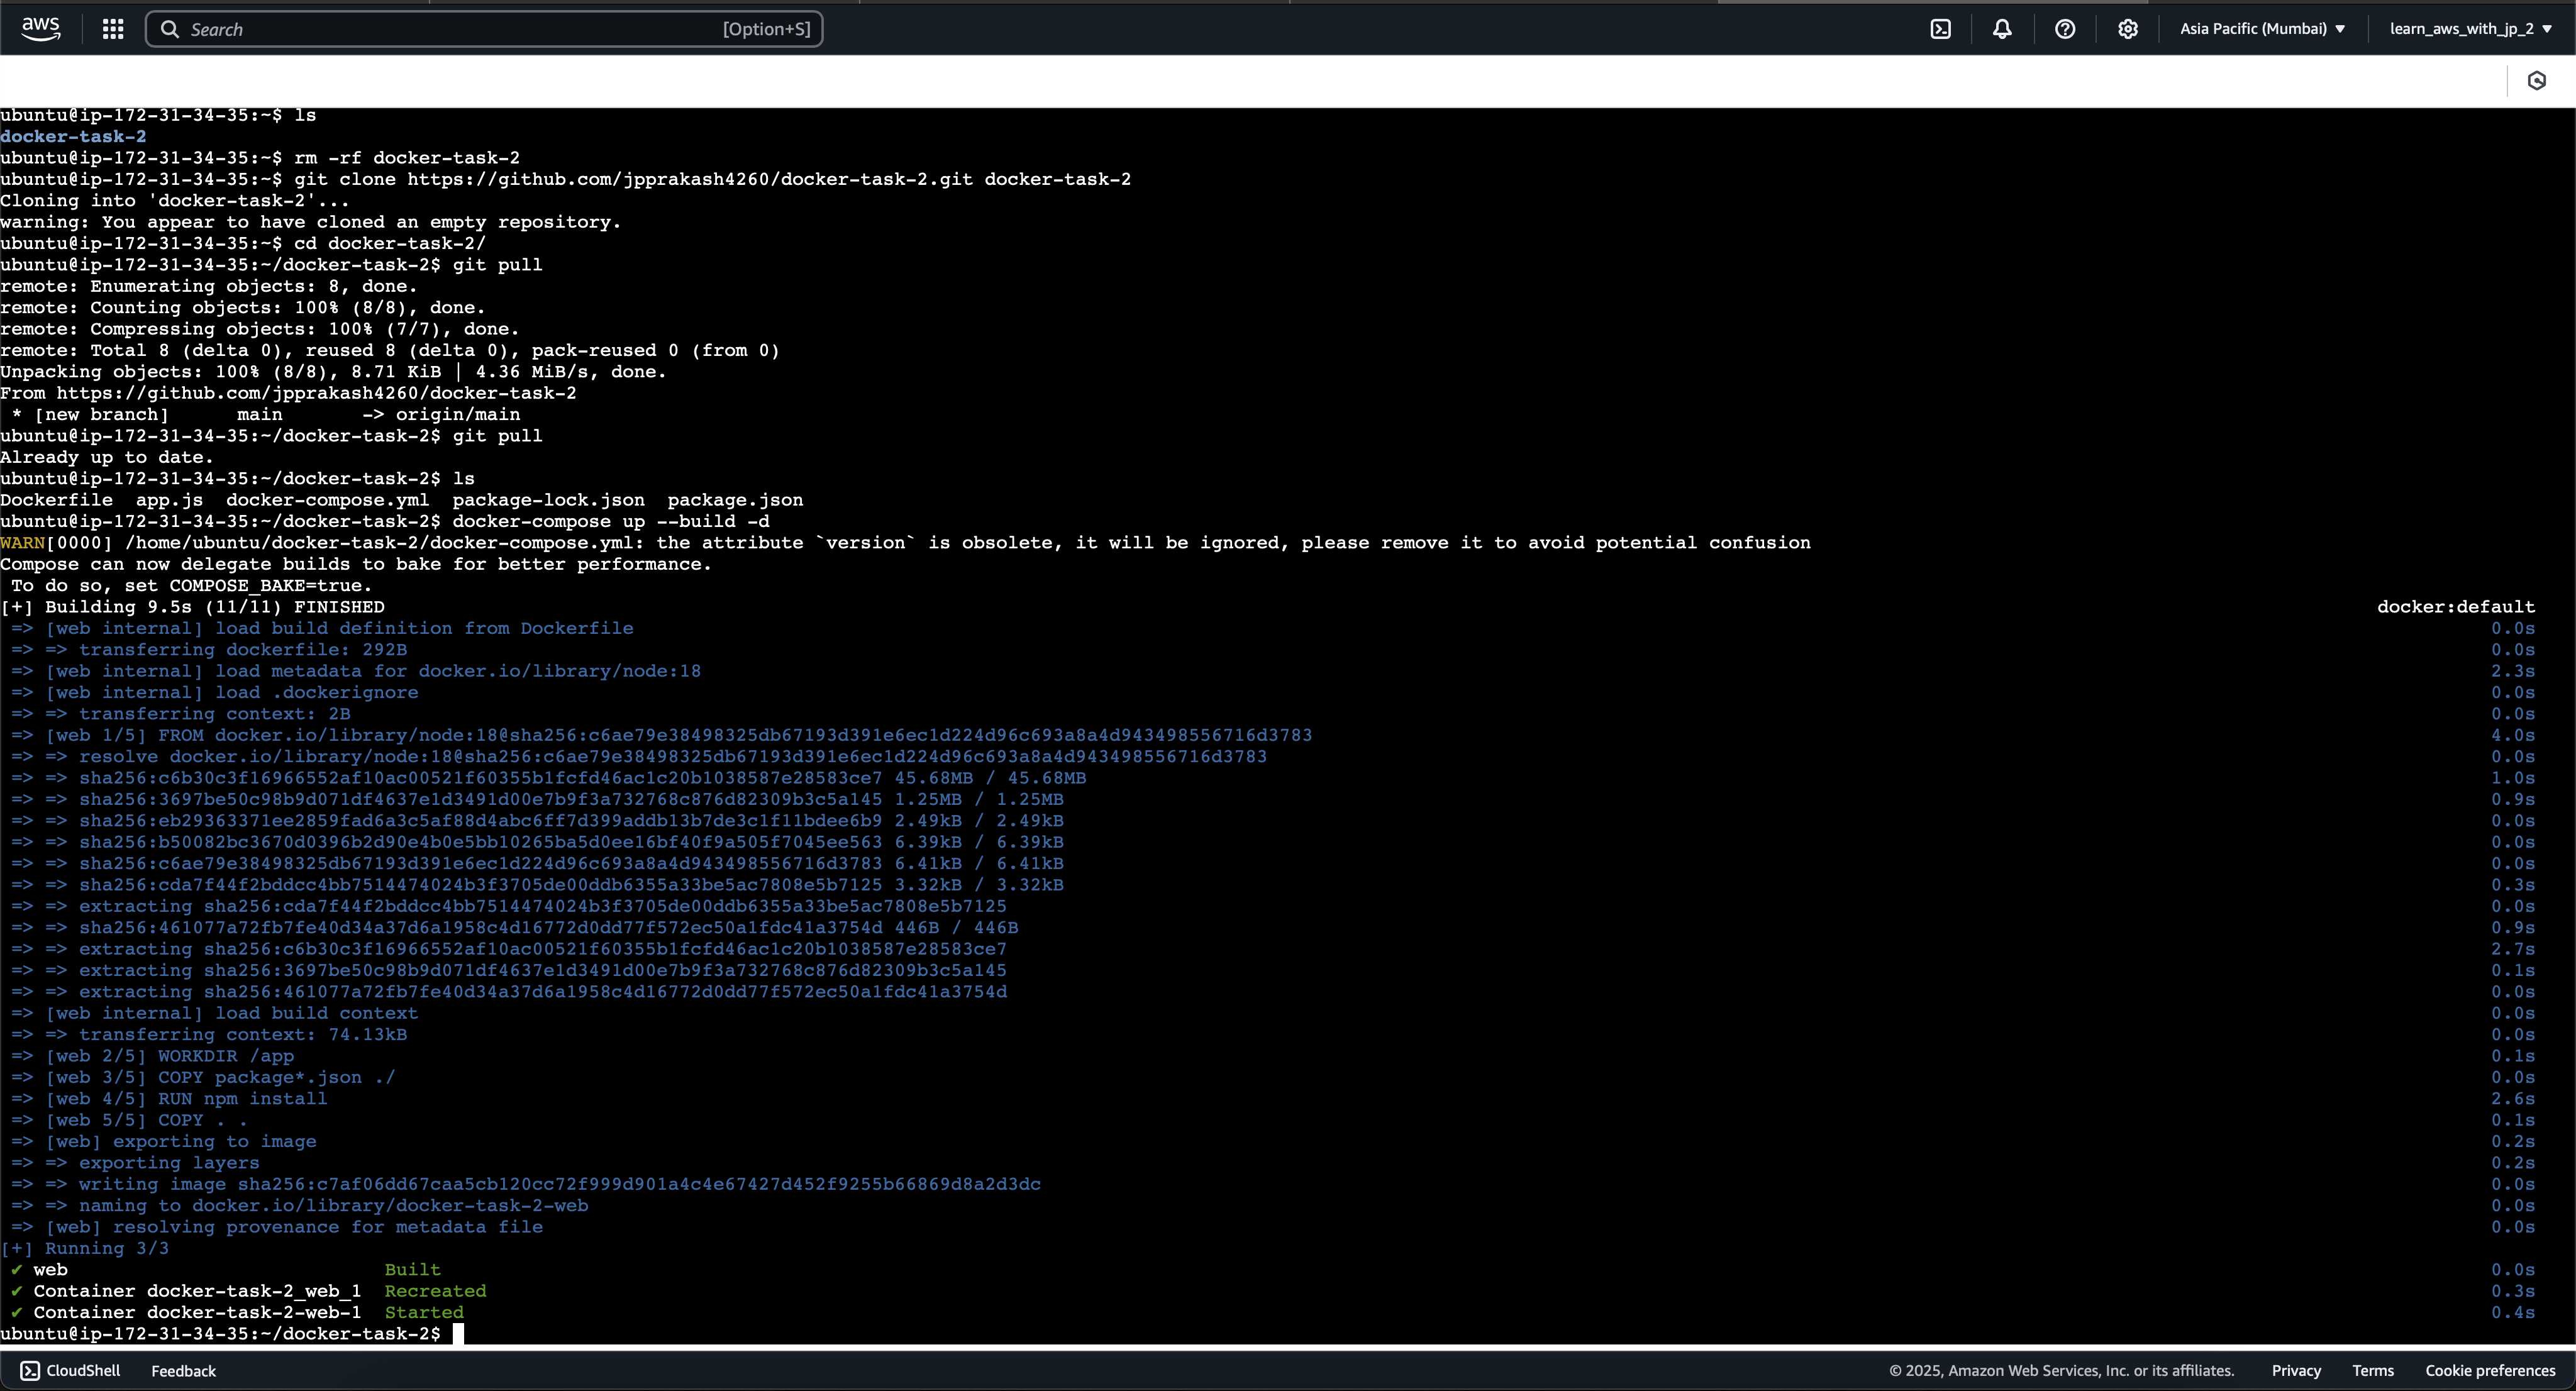 aws
Search [Option+S]
Asia Pacific (Mumbai) learn_aws_with_jp_2
ubuntu@ip-172-31-34-35:~$ ls
docker-task-2
ubuntu@ip-172-31-34-35:~$ rm -rf docker-task-2
ubuntu@ip-172-31-34-35:~$ git clone https://github.com/jpprakash4260/docker-task-2.git docker-task-2
Cloning into 'docker-task-2'...
warning: You appear to have cloned an empty repository.
ubuntu@ip-172-31-34-35:~$ cd docker-task-2/
ubuntu@ip-172-31-34-35:~/docker-task-2$ git pull
remote: Enumerating objects: 8, done.
remote: Counting objects: 100% (8/8), done.
remote: Compressing objects: 100% (7/7), done.
remote: Total 8 (delta 0), reused 8 (delta 0), pack-reused 0 (from 0)
Unpacking objects: 100% (8/8), 8.71 KiB | 4.36 MiB/s, done.
From https://github.com/jpprakash4260/docker-task-2
 * [new branch]      main       -> origin/main
ubuntu@ip-172-31-34-35:~/docker-task-2$ git pull
Already up to date.
ubuntu@ip-172-31-34-35:~/docker-task-2$ ls
Dockerfile  app.js  docker-compose.yml  package-lock.json  package.json
ubuntu@ip-172-31-34-35:~/docker-task-2$ docker-compose up --build -d
WARN[0000] /home/ubuntu/docker-task-2/docker-compose.yml: the attribute `version` is obsolete, it will be ignored, please remove it to avoid potential confusion
Compose can now delegate builds to bake for better performance.
 To do so, set COMPOSE_BAKE=true.
[+] Building 9.5s (11/11) FINISHED docker:default
 => [web internal] load build definition from Dockerfile 0.0s
 => => transferring dockerfile: 292B 0.0s
 => [web internal] load metadata for docker.io/library/node:18 2.3s
 => [web internal] load .dockerignore 0.0s
 => => transferring context: 2B 0.0s
 => [web 1/5] FROM docker.io/library/node:18@sha256:c6ae79e38498325db67193d391e6ec1d224d96c693a8a4d943498556716d3783 4.0s
 => => resolve docker.io/library/node:18@sha256:c6ae79e38498325db67193d391e6ec1d224d96c693a8a4d943498556716d3783 0.0s
 => => sha256:c6b30c3f16966552af10ac00521f60355b1fcfd46ac1c20b1038587e28583ce7 45.68MB / 45.68MB 1.0s
 => => sha256:3697be50c98b9d071df4637e1d3491d00e7b9f3a732768c876d82309b3c5a145 1.25MB / 1.25MB 0.9s
 => => sha256:eb29363371ee2859fad6a3c5af88d4abc6ff7d399addb13b7de3c1f11bdee6b9 2.49kB / 2.49kB 0.0s
 => => sha256:b50082bc3670d0396b2d90e4b0e5bb10265ba5d0ee16bf40f9a505f7045ee563 6.39kB / 6.39kB 0.0s
 => => sha256:c6ae79e38498325db67193d391e6ec1d224d96c693a8a4d943498556716d3783 6.41kB / 6.41kB 0.0s
 => => sha256:cda7f44f2bddcc4bb7514474024b3f3705de00ddb6355a33be5ac7808e5b7125 3.32kB / 3.32kB 0.3s
 => => extracting sha256:cda7f44f2bddcc4bb7514474024b3f3705de00ddb6355a33be5ac7808e5b7125 0.0s
 => => sha256:461077a72fb7fe40d34a37d6a1958c4d16772d0dd77f572ec50a1fdc41a3754d 446B / 446B 0.9s
 => => extracting sha256:c6b30c3f16966552af10ac00521f60355b1fcfd46ac1c20b1038587e28583ce7 2.7s
 => => extracting sha256:3697be50c98b9d071df4637e1d3491d00e7b9f3a732768c876d82309b3c5a145 0.1s
 => => extracting sha256:461077a72fb7fe40d34a37d6a1958c4d16772d0dd77f572ec50a1fdc41a3754d 0.0s
 => [web internal] load build context 0.0s
 => => transferring context: 74.13kB 0.0s
 => [web 2/5] WORKDIR /app 0.1s
 => [web 3/5] COPY package*.json ./ 0.0s
 => [web 4/5] RUN npm install 2.6s
 => [web 5/5] COPY . . 0.1s
 => [web] exporting to image 0.2s
 => => exporting layers 0.2s
 => => writing image sha256:c7af06dd67caa5cb120cc72f999d901a4c4e67427d452f9255b66869d8a2d3dc 0.0s
 => => naming to docker.io/library/docker-task-2-web 0.0s
 => [web] resolving provenance for metadata file 0.0s
[+] Running 3/3
 ✔ web                            Built 0.0s
 ✔ Container docker-task-2_web_1  Recreated 0.3s
 ✔ Container docker-task-2-web-1  Started 0.4s
ubuntu@ip-172-31-34-35:~/docker-task-2$
CloudShell Feedback © 2025, Amazon Web Services, Inc. or its affiliates. Privacy Terms Cookie preferences